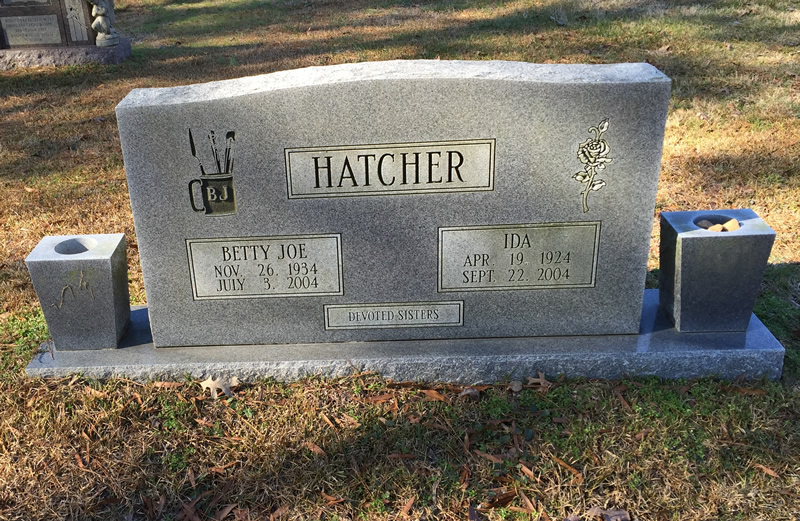 HATCHER
BJ
BETTY JOE
NOV. 26. 1934
JULY 3. 2004
IDA
APR. 19. 1924
SEPT. 22. 2004
DEVOTED SISTERS